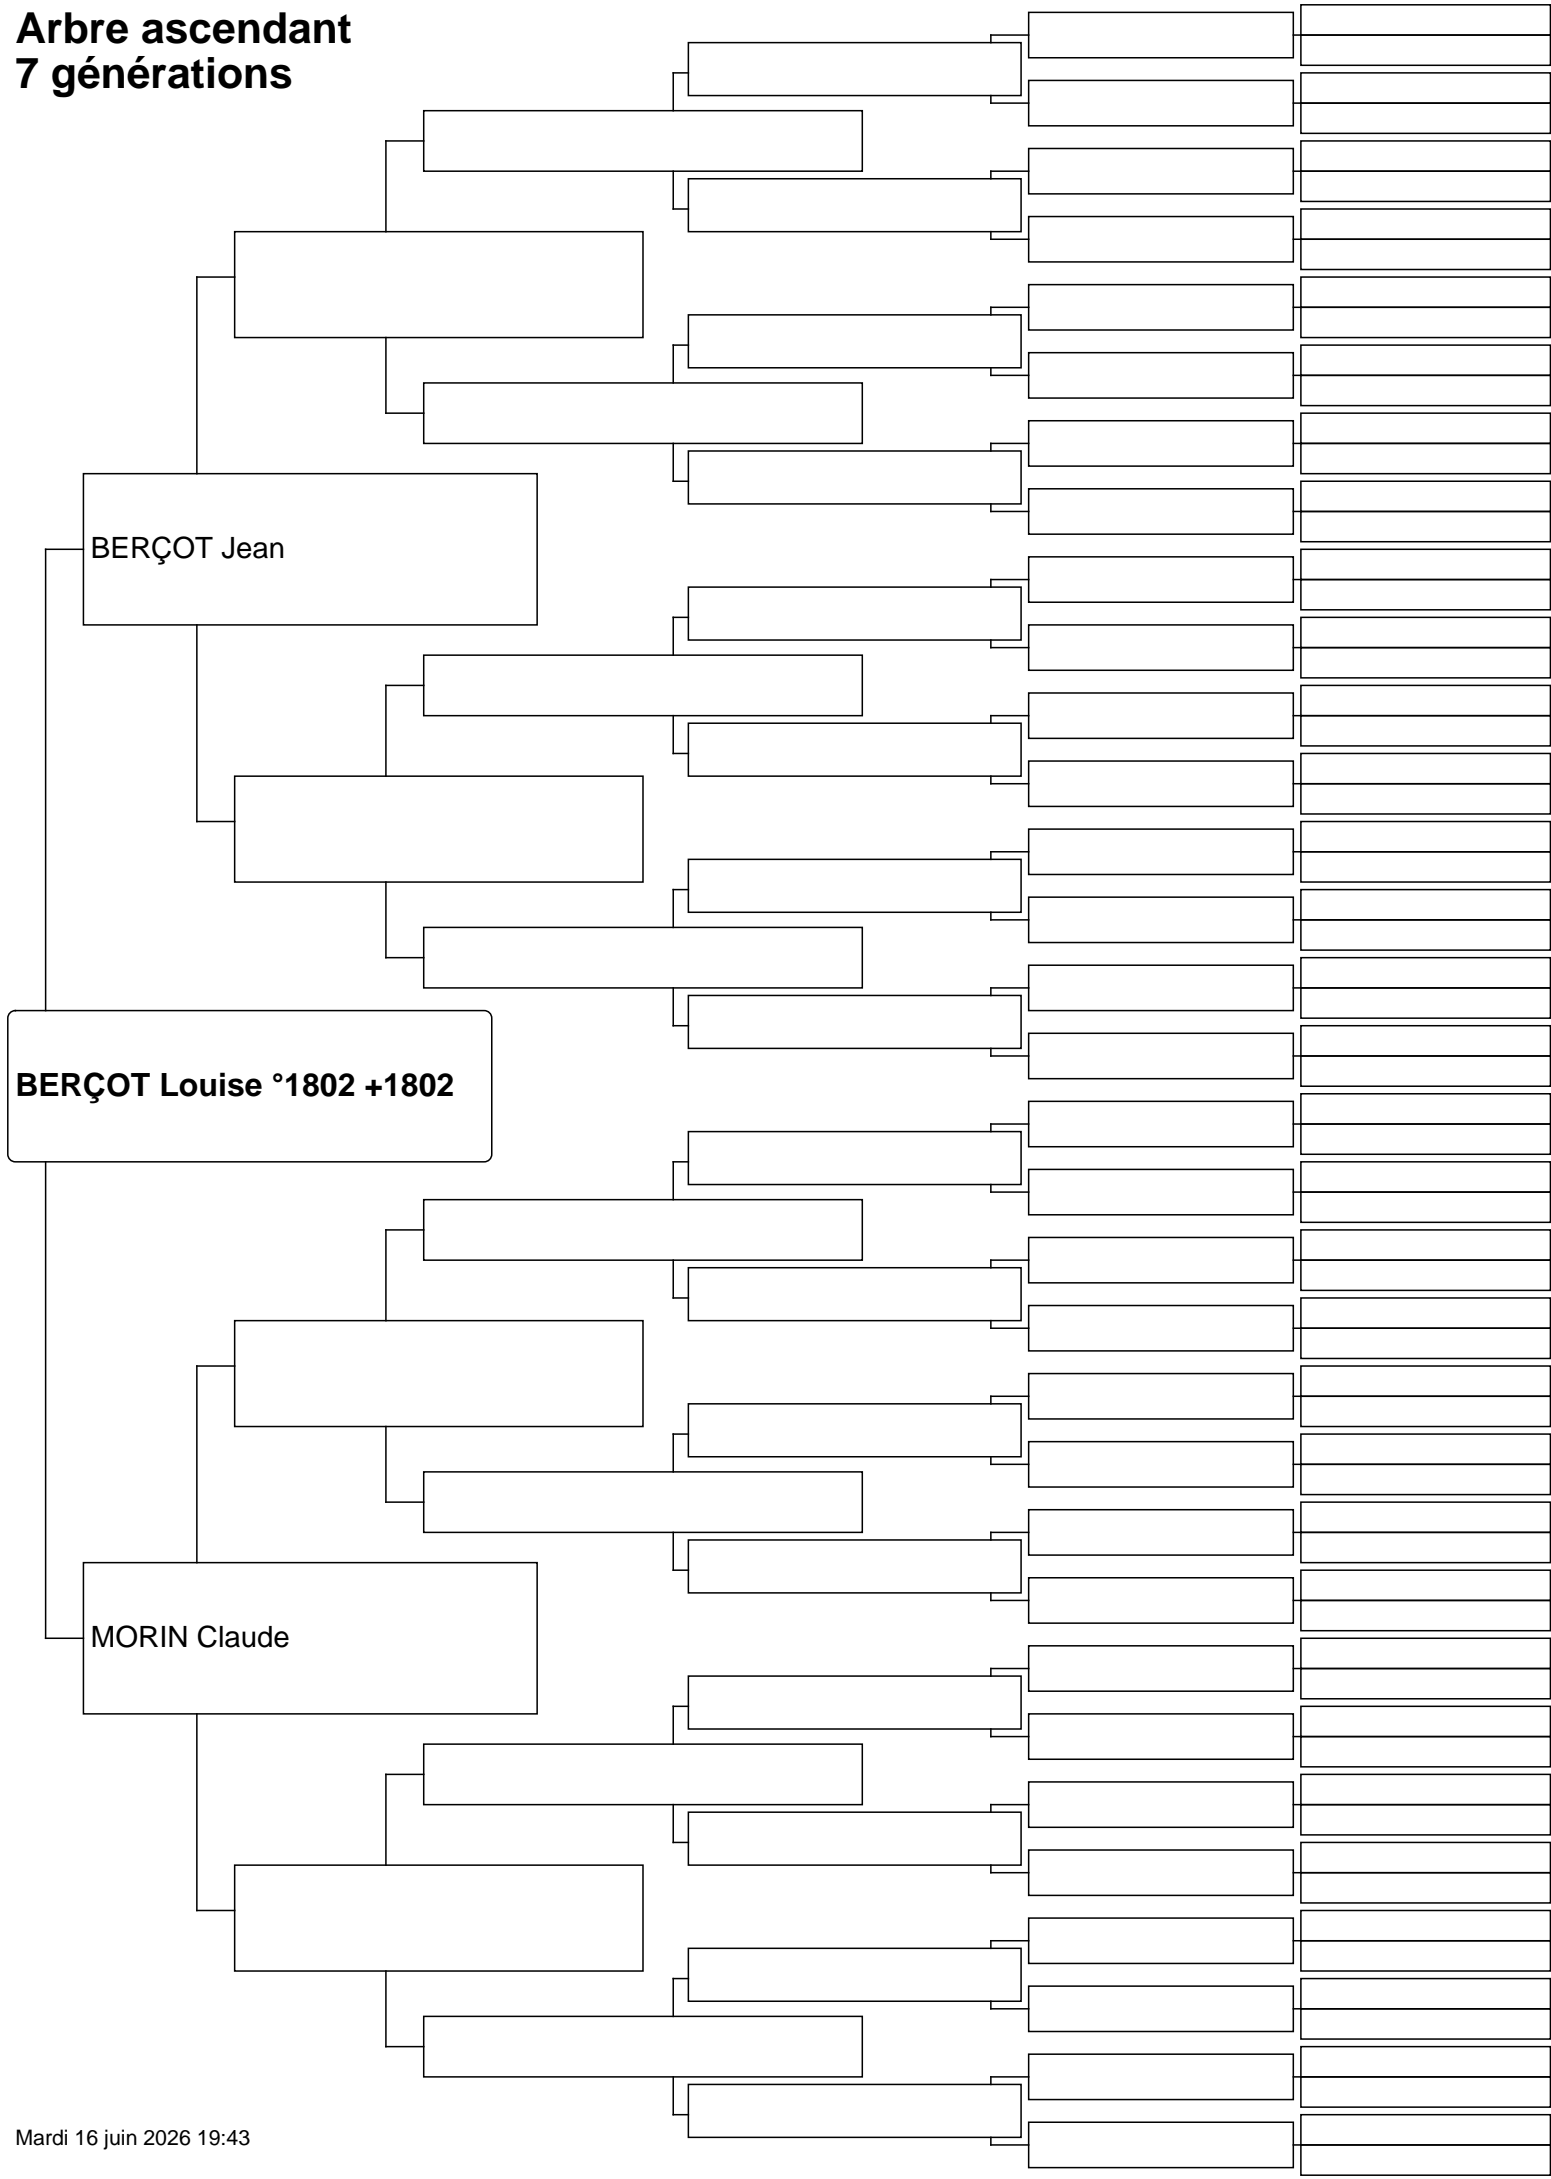 Arbre ascendant
7 générations
BERÇOT Jean
BERÇOT Louise °1802 +1802
MORIN Claude
Mardi 16 juin 2026 19:43